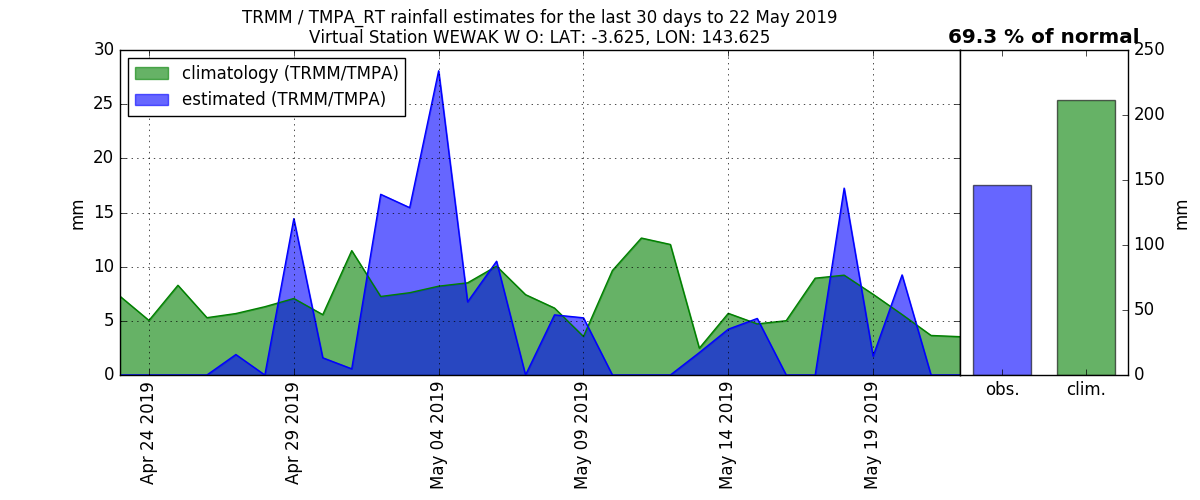 TRMM / TMPA_RT rainfall estimates for the last 30 days to 22 May 2019
Virtual Station WEWAK W O: LAT: -3.625, LON: 143.625
69.3 % of normal
climatology (TRMM/TMPA)
estimated (TRMM/TMPA)
30
25
20
15
10
5
0
mm
Apr 24 2019
Apr 29 2019
May 04 2019
May 09 2019
May 14 2019
May 19 2019
250
200
150
100
50
0
mm
obs.
clim.